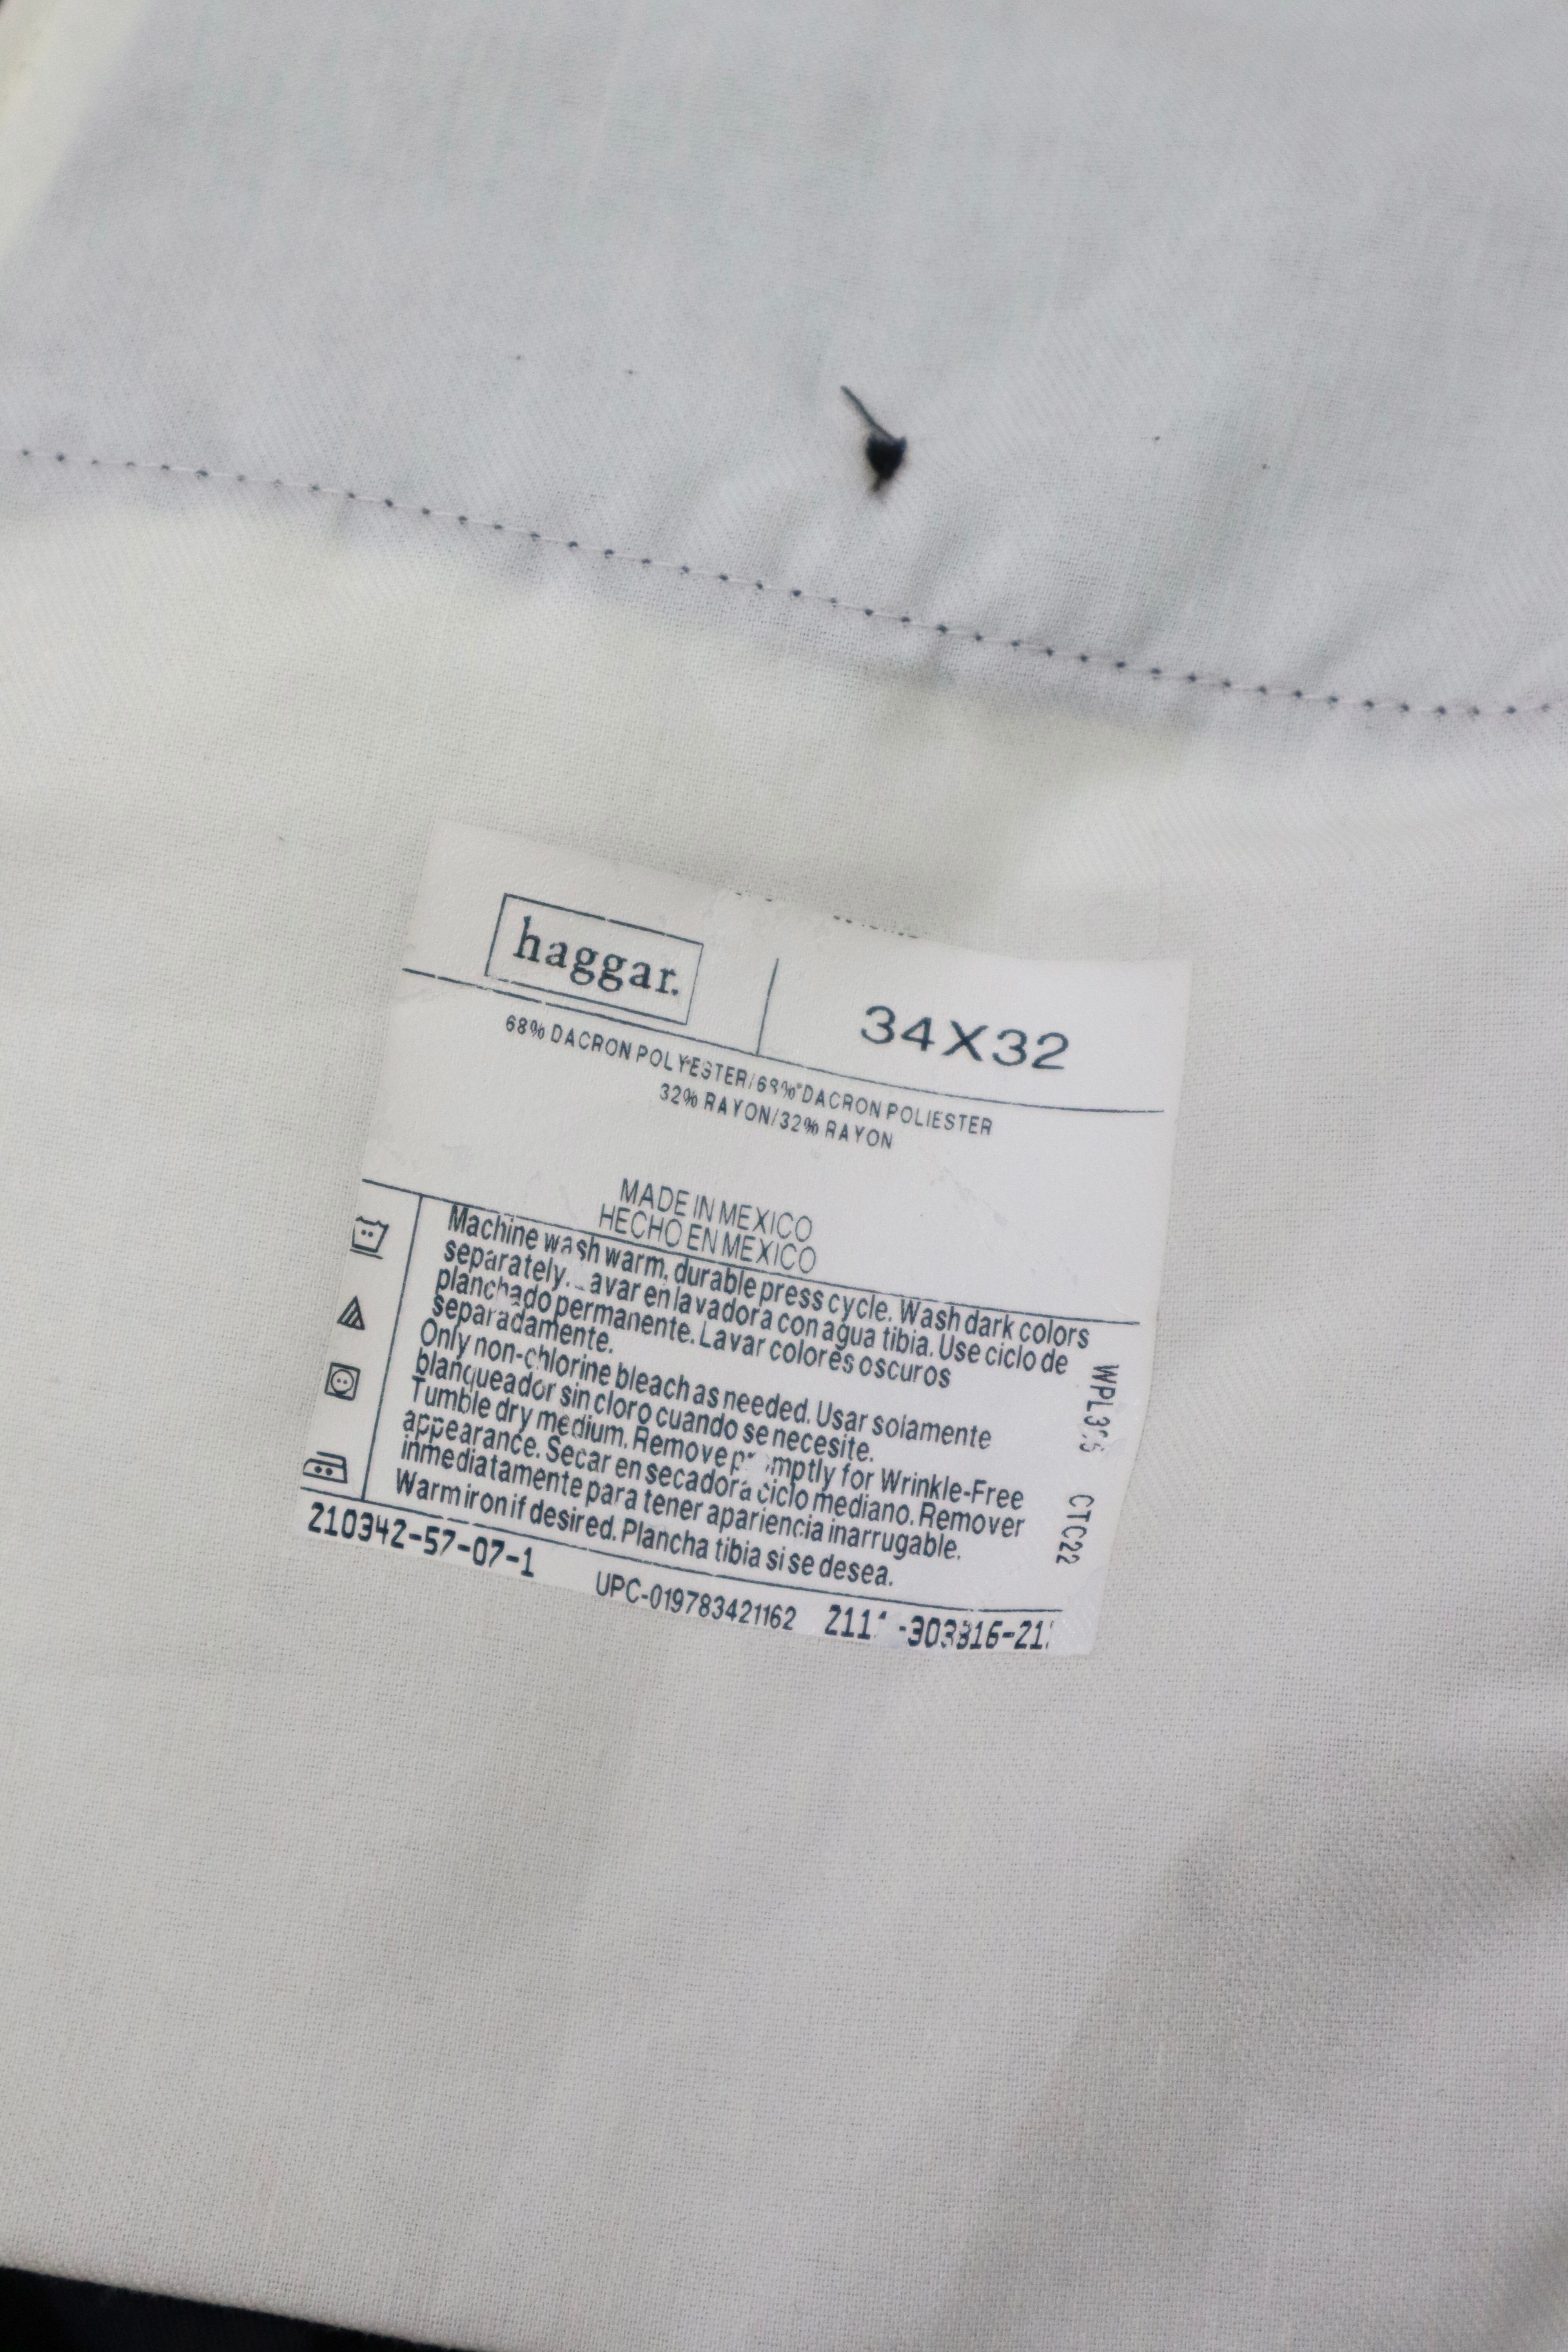 haggar.
34X32
68% DACRON POLYESTER/68% DACRON POLIESTER
32% RAYON/32% RAYON
MADE IN MEXICO
HECHO EN MEXICO
Machine wash warm, durable press cycle. Wash dark colors
separately. Lavar en lavadora con agua tibia. Use ciclo de
planchado permanente. Lavar colores oscuros
separadamente.
Only non-chlorine bleach as needed. Usar solamente
blanqueador sin cloro cuando se necesite.
Tumble dry medium. Remove promptly for Wrinkle-Free
appearance. Secar en secadora ciclo mediano. Remover
inmediatamente para tener apariencia inarrugable.
Warm iron if desired. Plancha tibia si se desea.
CTC22
210342-57-07-1
UPC-019783421162